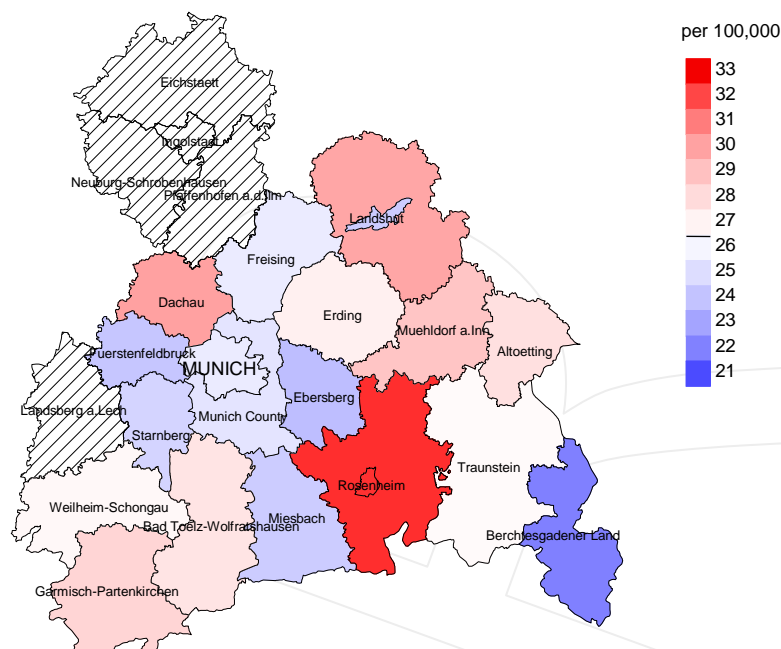 per 100,000
33
32
31
30
29
28
27
26
25
24
23
22
21
Eichstaett
Ingolstadt
Neuburg-Schrobenhausen
Pfaffenhofen a.d.Ilm
Landshut
Freising
Dachau
Erding
Muehldorf a.Inn
Altoetting
Fuerstenfeldbruck
MUNICH
Ebersberg
Landsberg a.Lech
Munich County
Starnberg
Traunstein
Rosenheim
Weilheim-Schongau
Miesbach
Bad Toelz-Wolfratshausen
Berchtesgadener Land
Garmisch-Partenkirchen